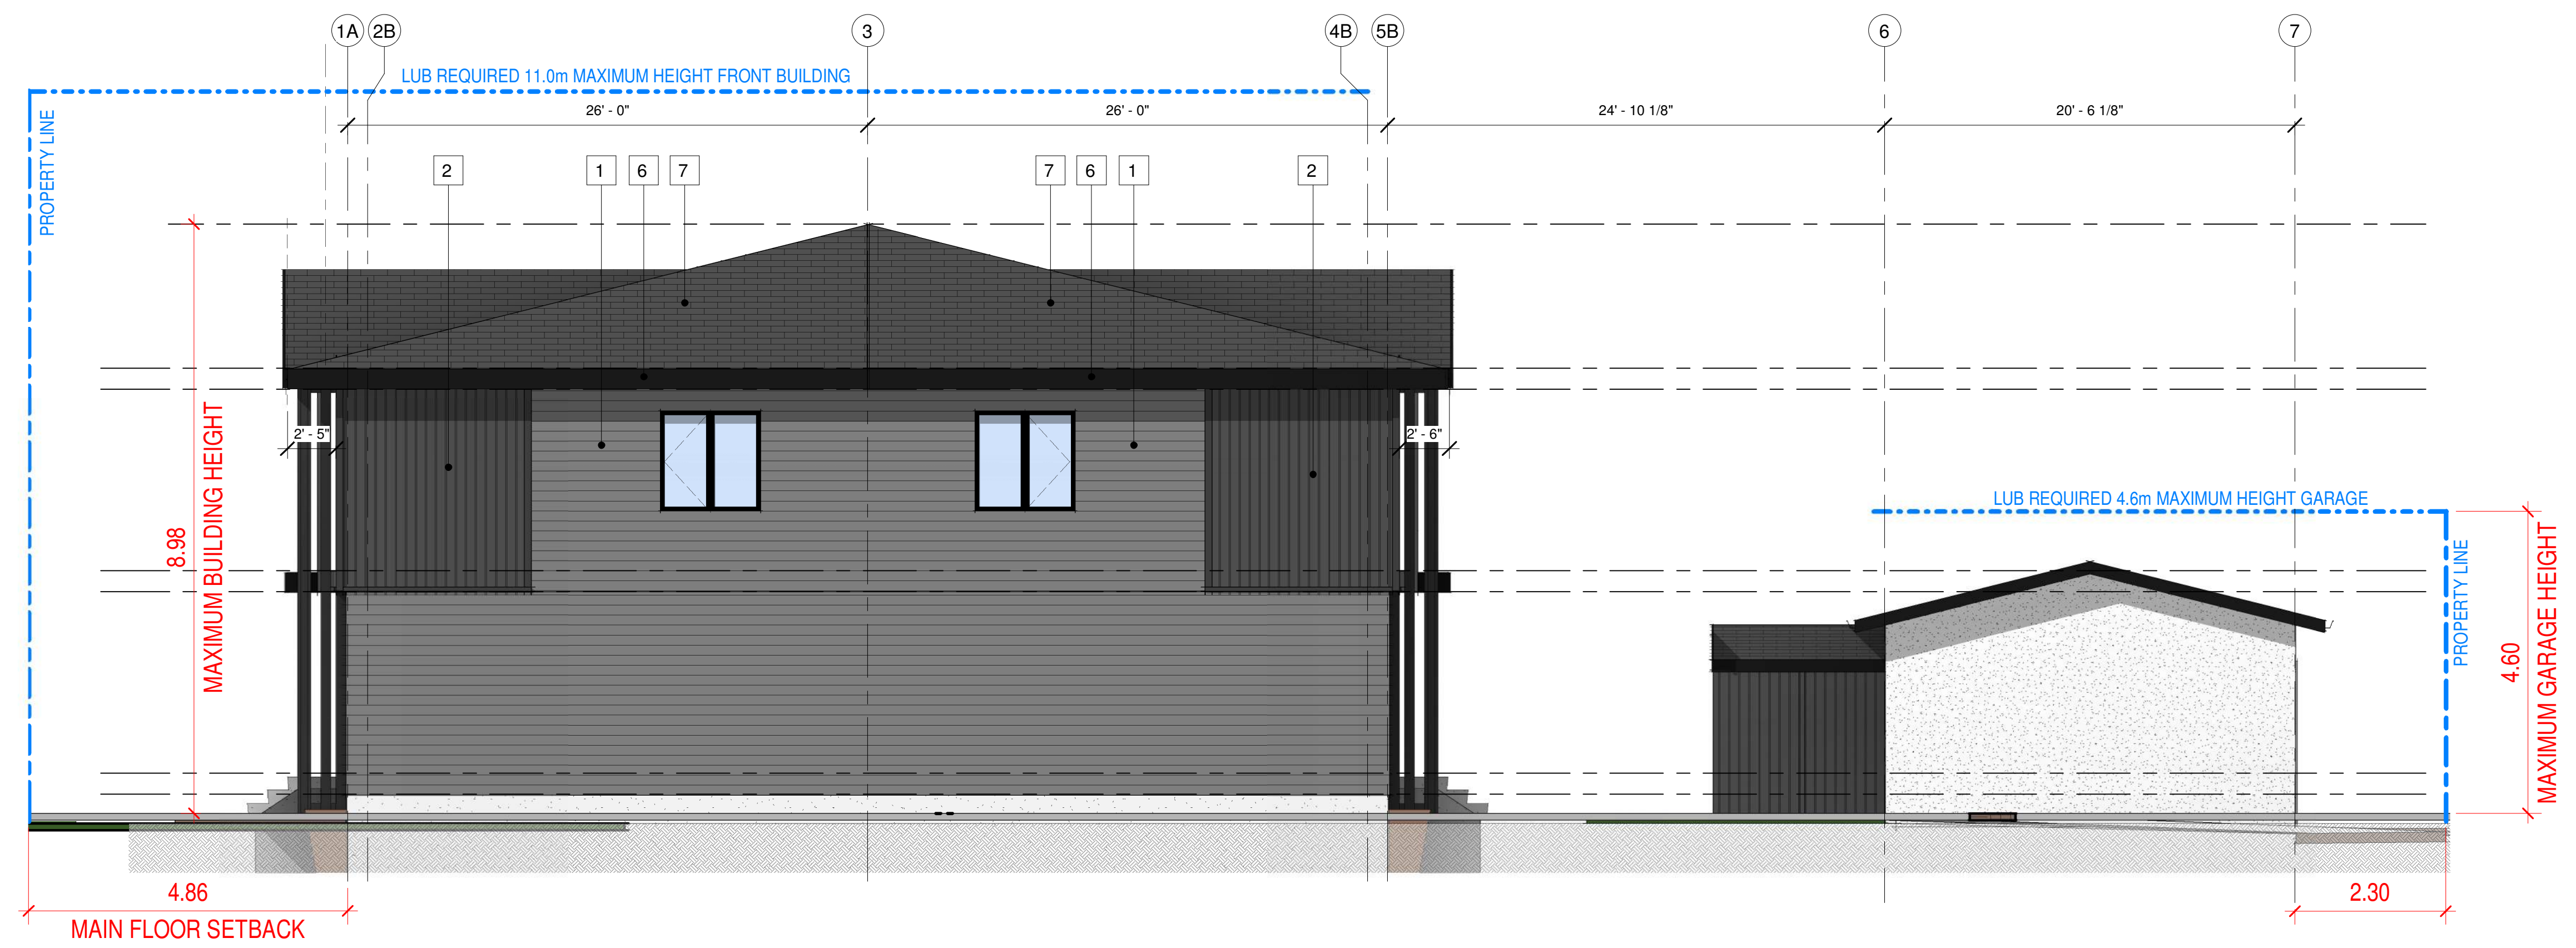 1A 2B 3 4B 5B 6 7
LUB REQUIRED 11.0m MAXIMUM HEIGHT FRONT BUILDING
26' - 0" 26' - 0" 24' - 10 1/8" 20' - 6 1/8"
PROPERTY LINE
2 1 6 7 7 6 1 2
2' - 5" 2' - 6"
8.98
MAXIMUM BUILDING HEIGHT
LUB REQUIRED 4.6m MAXIMUM HEIGHT GARAGE
PROPERTY LINE
4.60
MAXIMUM GARAGE HEIGHT
4.86
MAIN FLOOR SETBACK
2.30